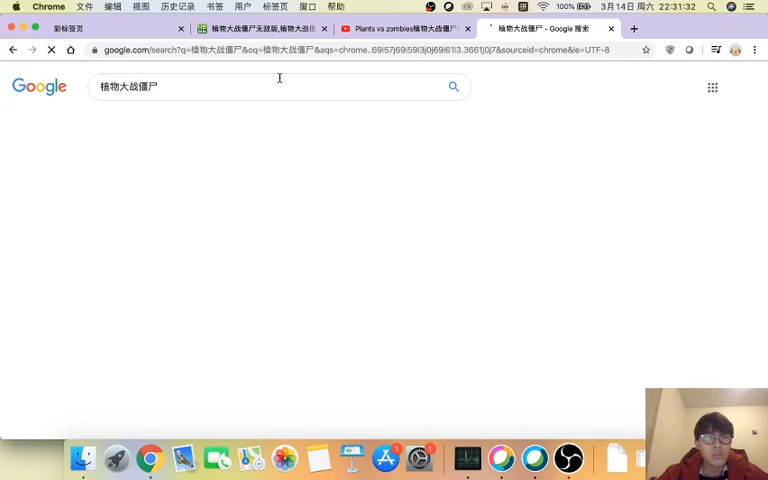 Chrome 文件 编辑 视图 历史记录 书签 用户 标签页 窗口 帮助 100% 3月14日 周六 22:31:32
新标签页 植物大战僵尸无敌版,植物大战僵 Plants vs zombies植物大战僵尸 植物大战僵尸 - Google 搜索
google.com/search?q=植物大战僵尸&oq=植物大战僵尸&aqs=chrome..69i57j69i59l3j0j69i61l3.3661j0j7&sourceid=chrome&ie=UTF-8
Google 植物大战僵尸
1 1